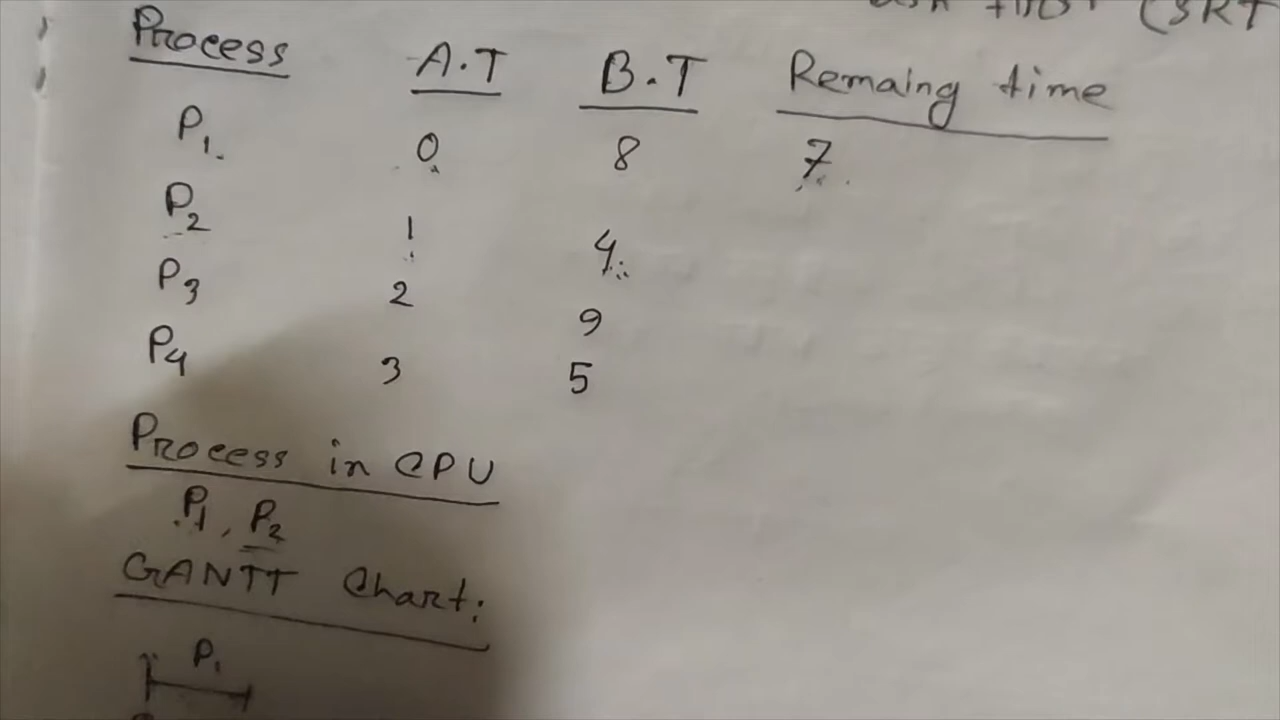 (SRT
Process A.T B.T Remaing time
P1. 0 8 7
P2 1 4
P3 2 9
P4 3 5
Process in CPU
P1, P2
GANTT Chart:
P1